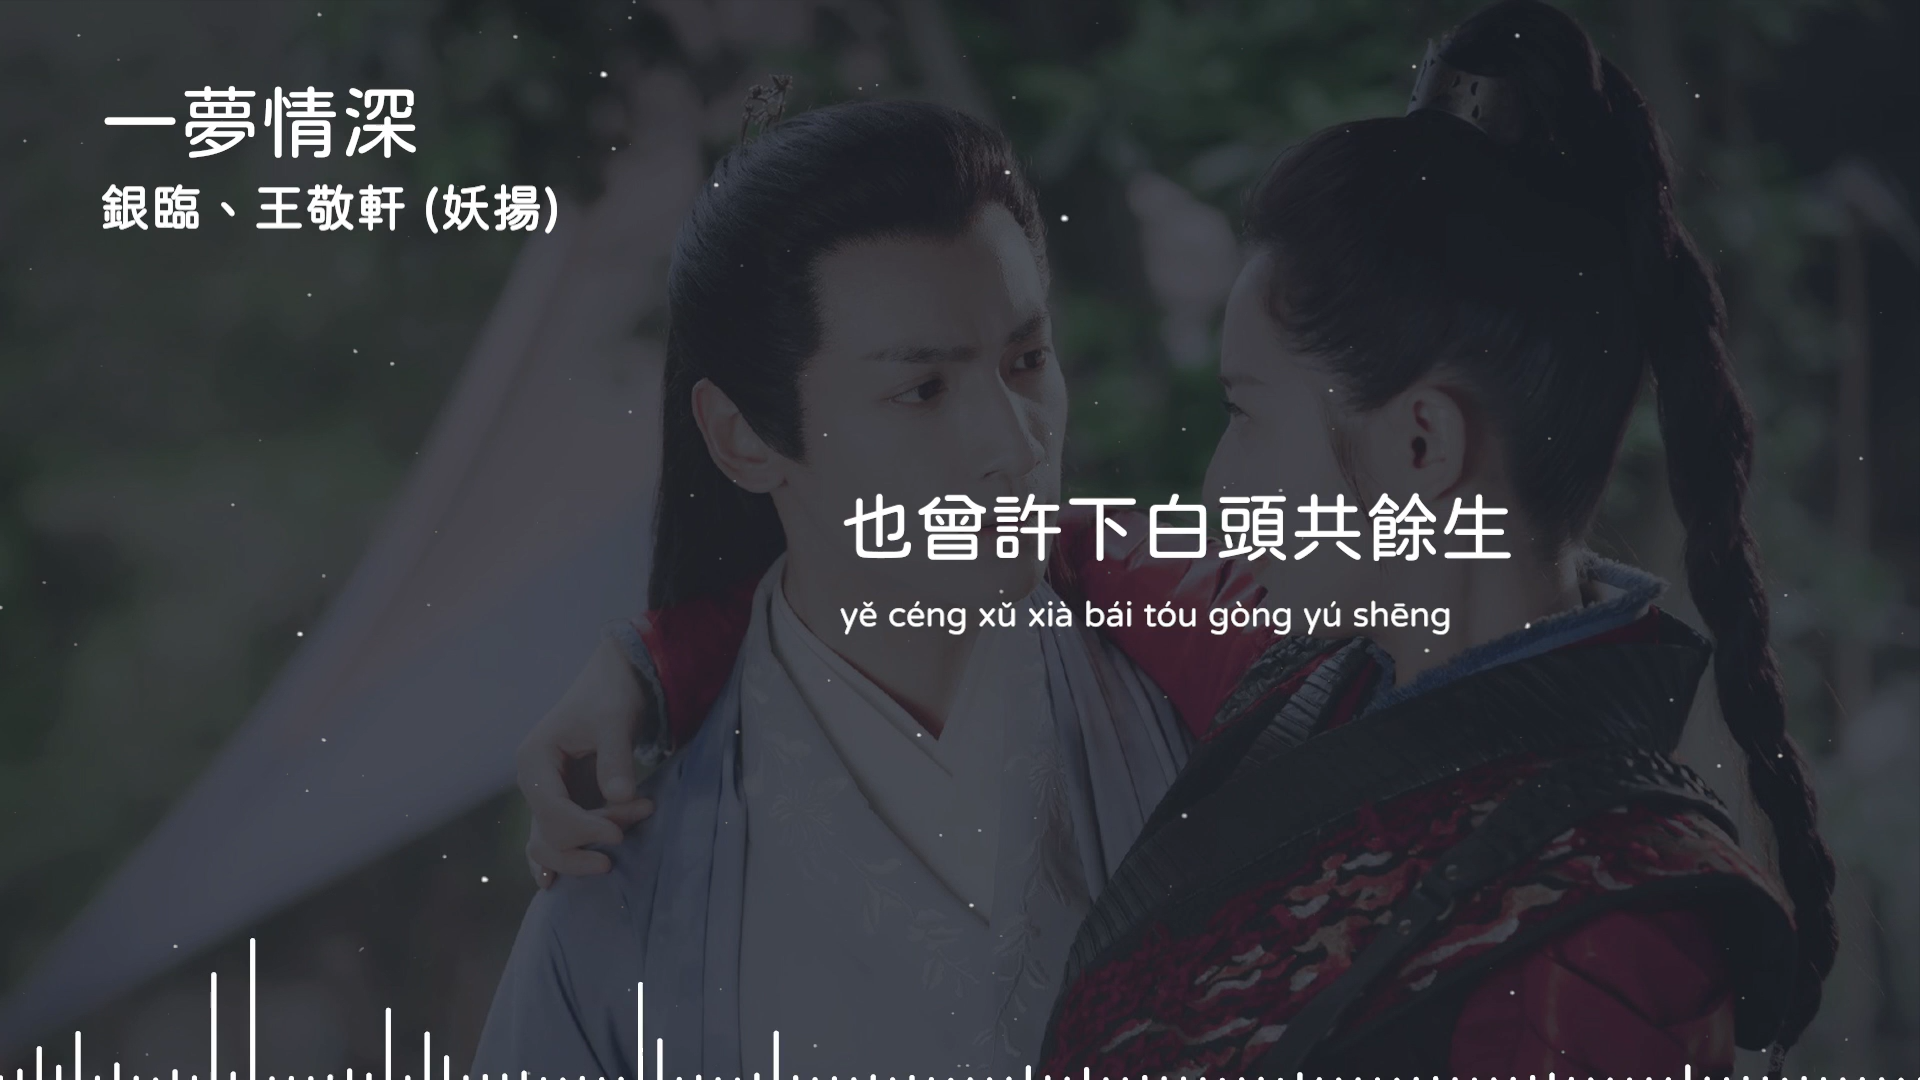 一夢情深
銀臨、王敬軒 (妖揚)
也曾許下白頭共餘生
yě céng xǔ xià bái tóu gòng yú shēng